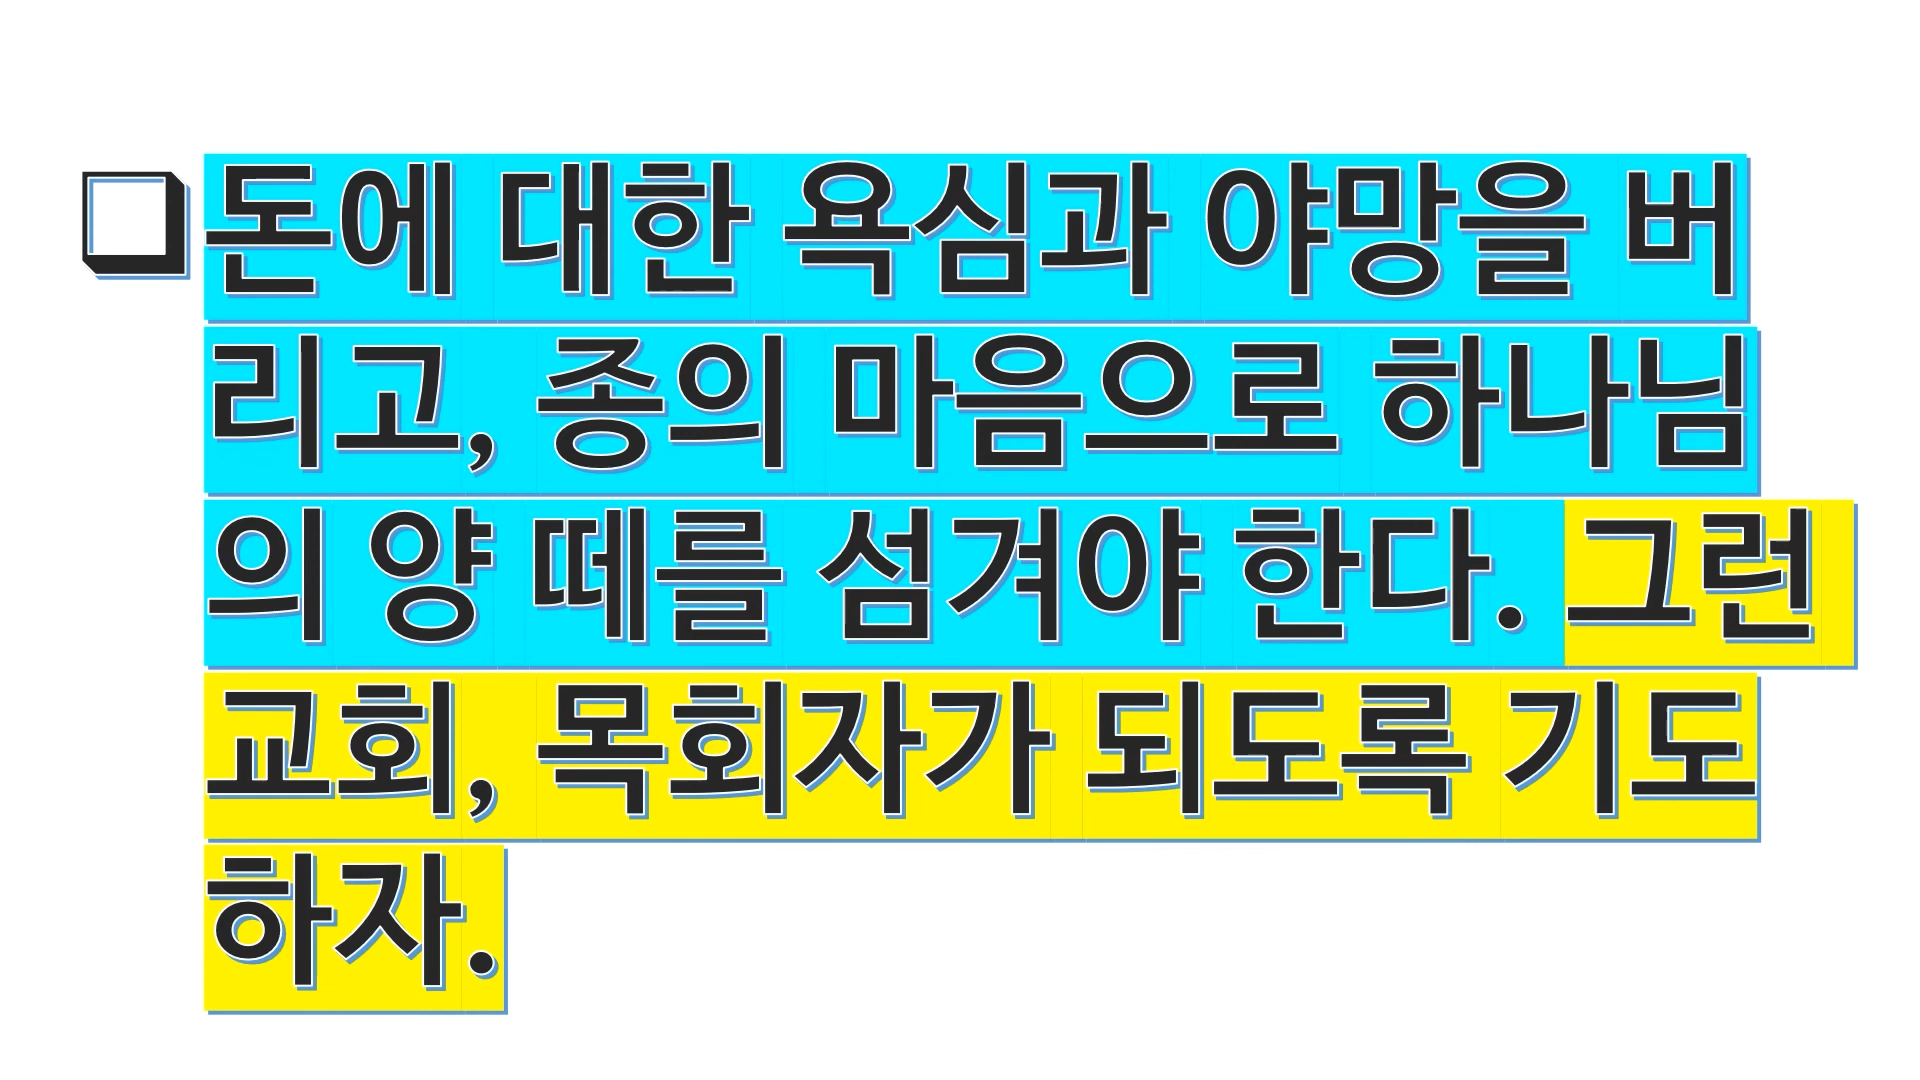 ❑돈에 대한 욕심과 야망을 버
리고, 종의 마음으로 하나님
의 양 떼를 섬겨야 한다. 그런
교회, 목회자가 되도록 기도
하자.